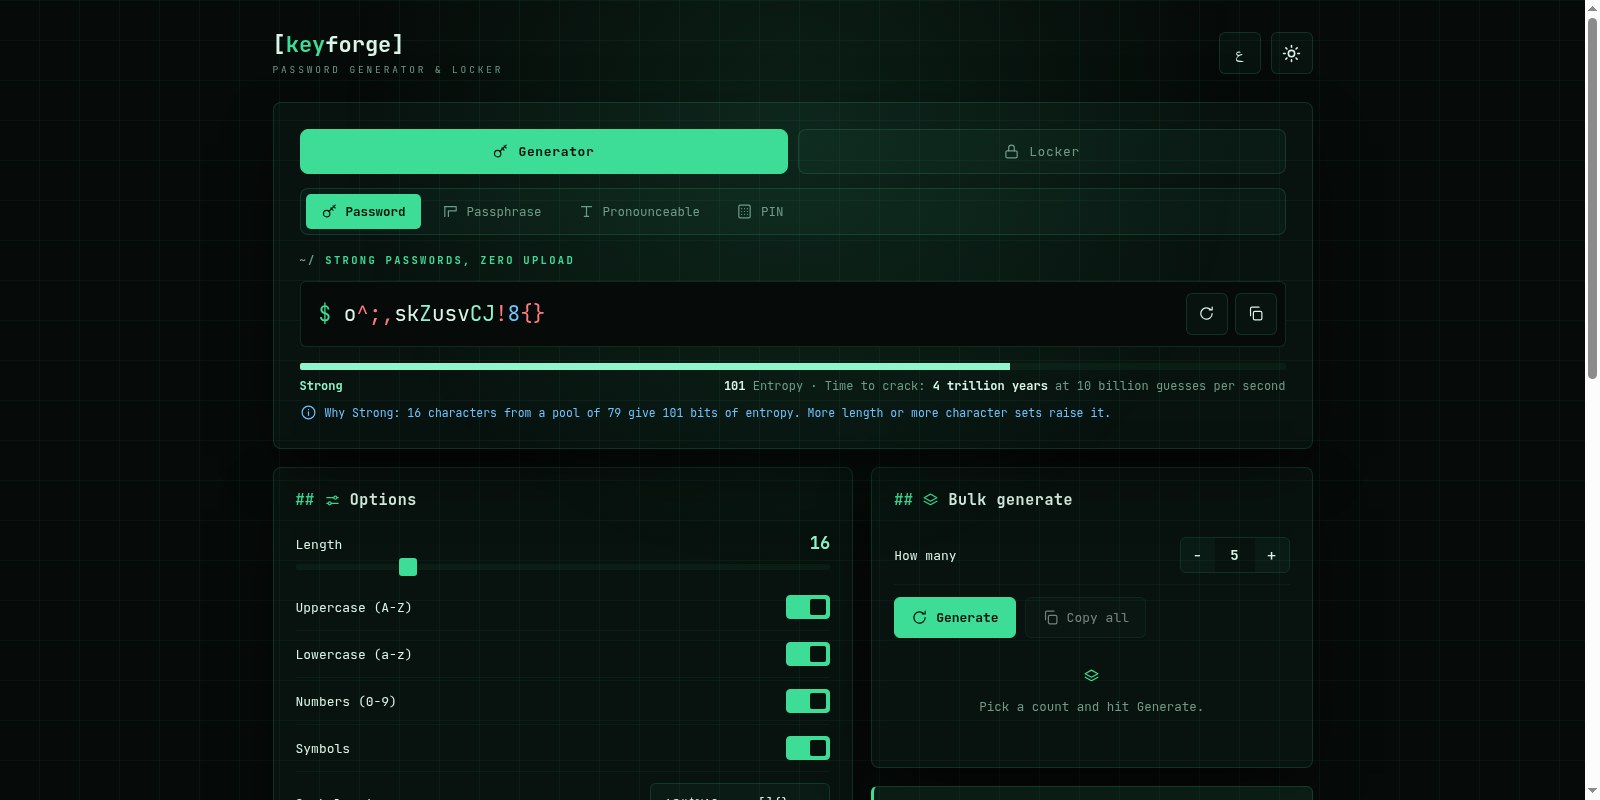 [keyforge]
PASSWORD GENERATOR & LOCKER
ع
Generator
Locker
Password
Passphrase
Pronounceable
PIN
~/ STRONG PASSWORDS, ZERO UPLOAD
$ o^;,skZusvCJ!8{}
Strong
101 Entropy · Time to crack: 4 trillion years at 10 billion guesses per second
Why Strong: 16 characters from a pool of 79 give 101 bits of entropy. More length or more character sets raise it.
## Options
Length
16
Uppercase (A-Z)
Lowercase (a-z)
Numbers (0-9)
Symbols
## Bulk generate
How many
- 5 +
Generate
Copy all
Pick a count and hit Generate.